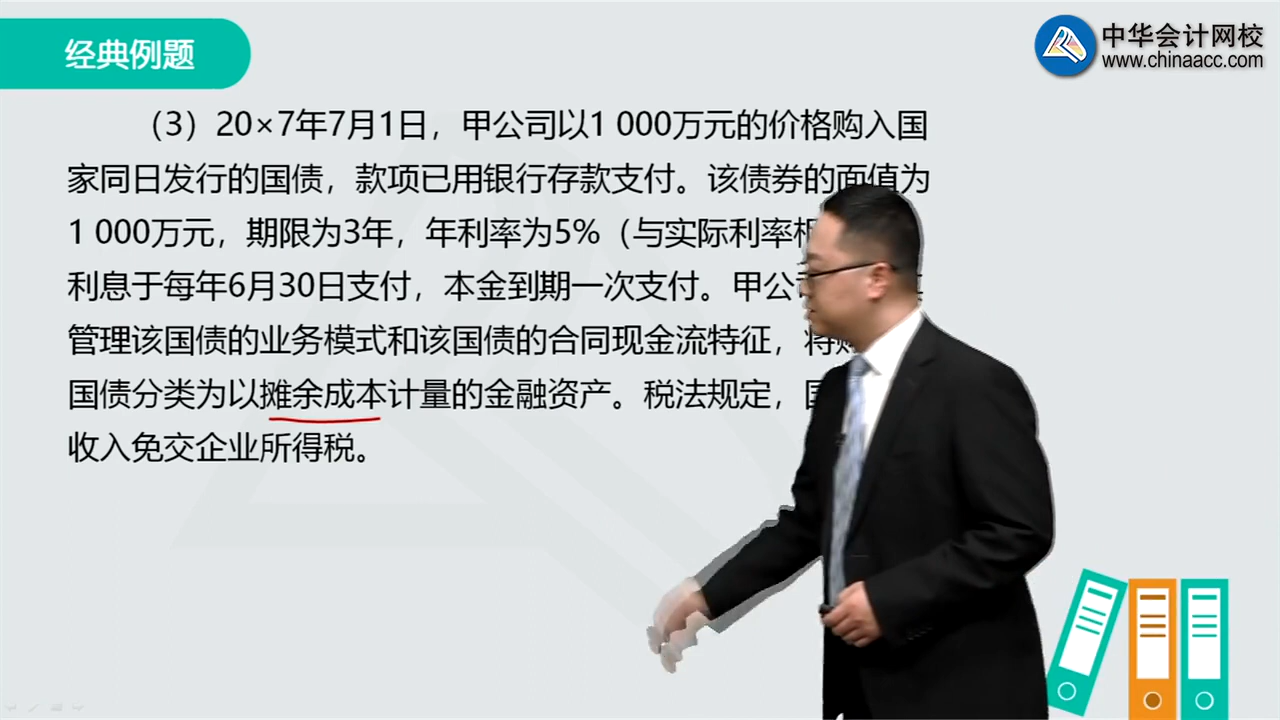 经典例题
中华会计网校
www.chinaacc.com
（3）20×7年7月1日，甲公司以1 000万元的价格购入国
家同日发行的国债，款项已用银行存款支付。该债券的面值为
1 000万元，期限为3年，年利率为5%（与实际利率
利息于每年6月30日支付，本金到期一次支付。甲公
管理该国债的业务模式和该国债的合同现金流特征，将
国债分类为以摊余成本计量的金融资产。税法规定，
收入免交企业所得税。